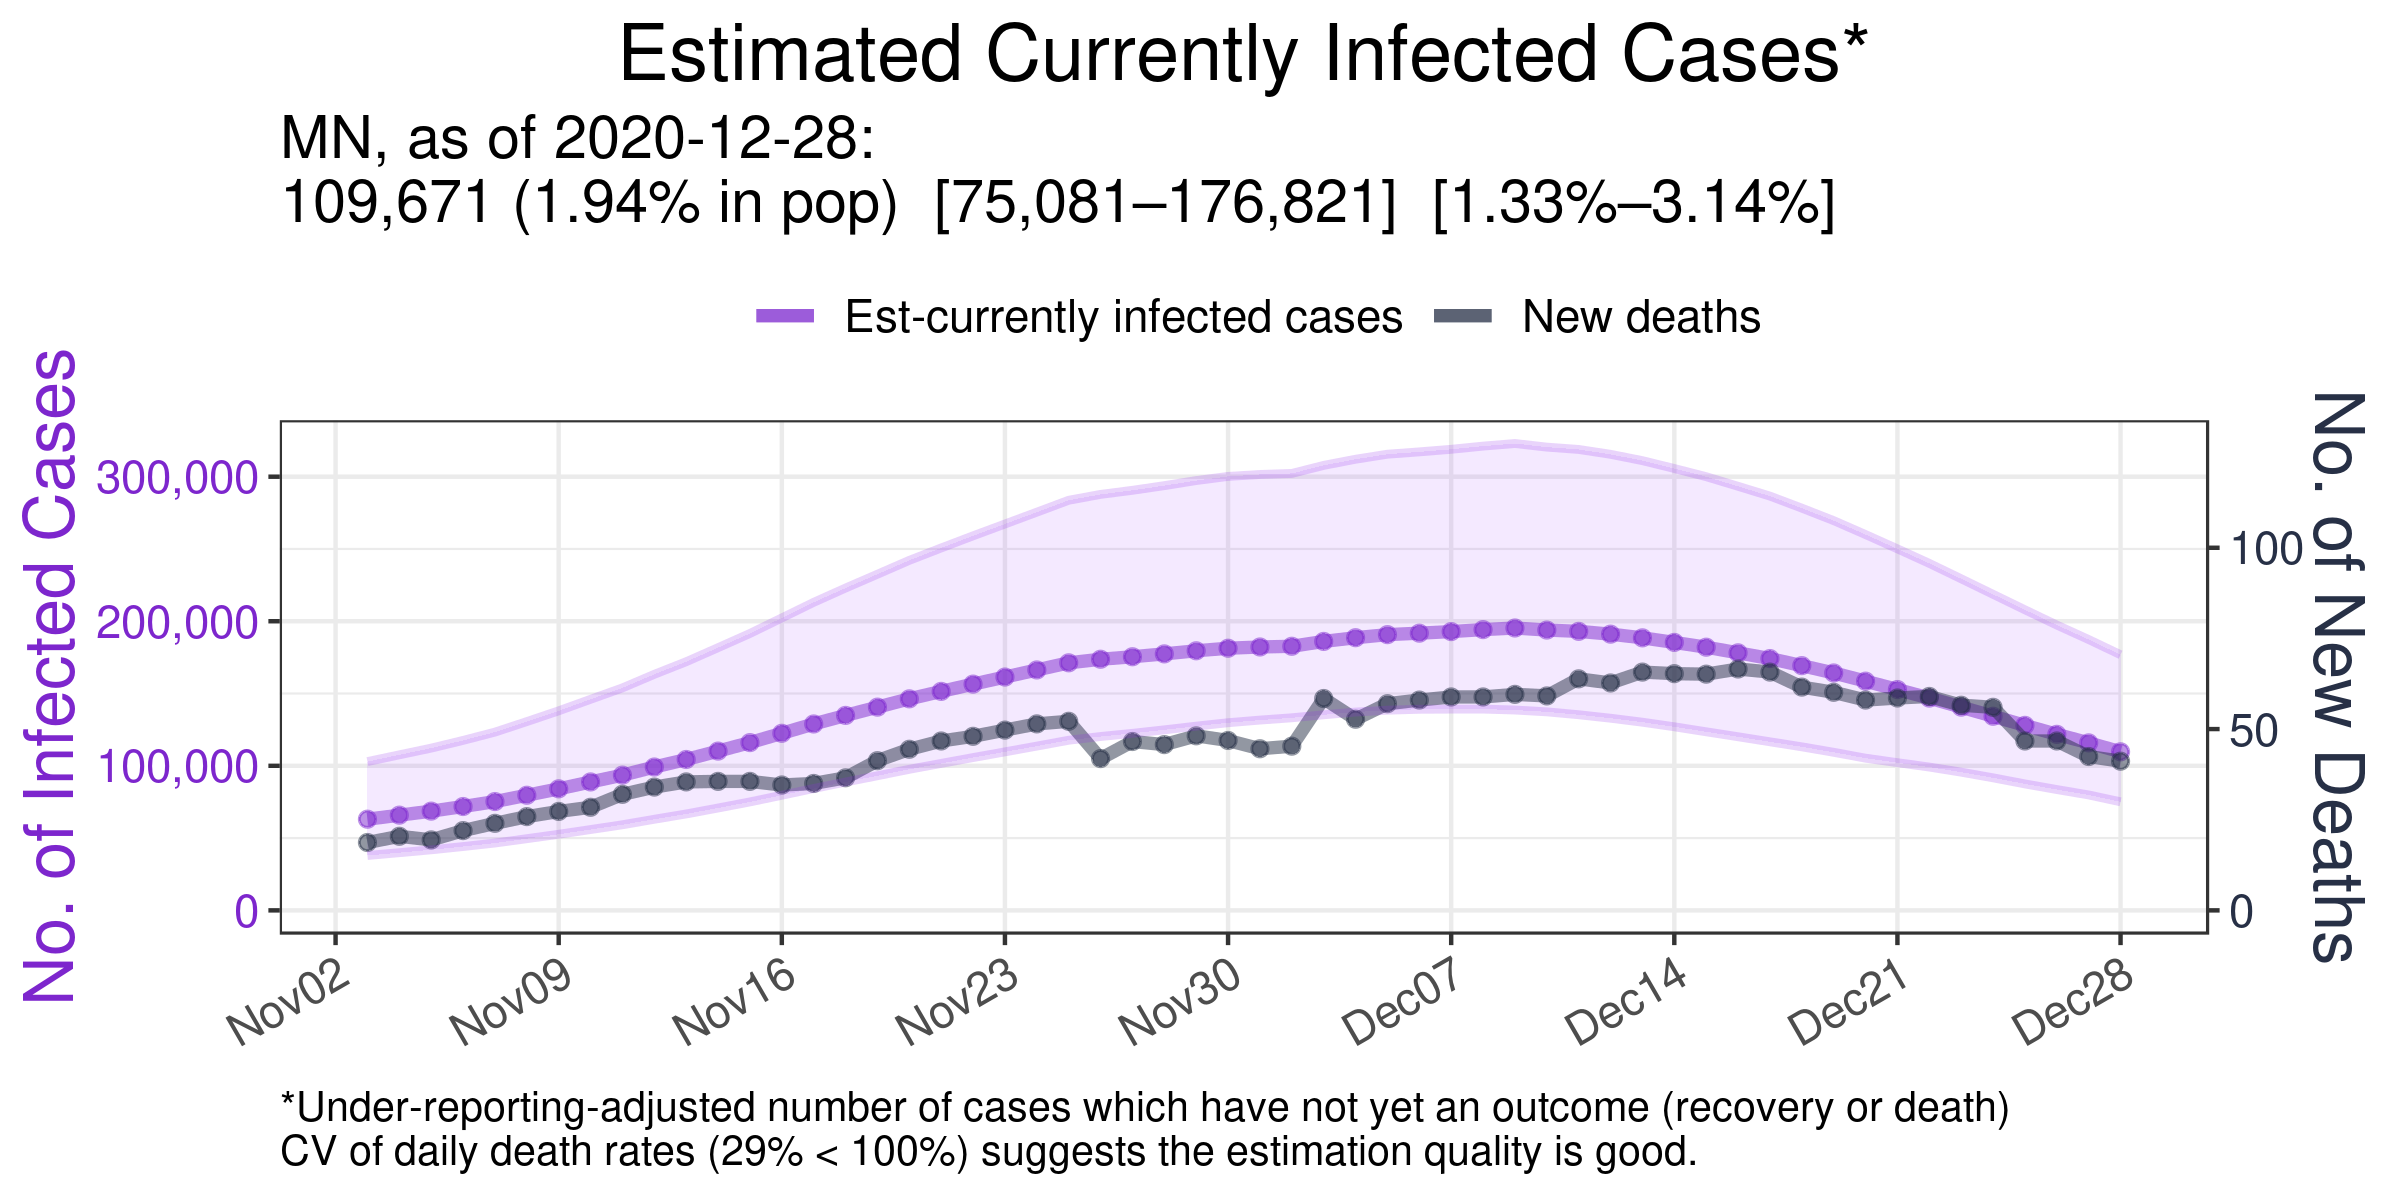 Estimated Currently Infected Cases*
MN, as of 2020-12-28:
109,671 (1.94% in pop)  [75,081–176,821]  [1.33%–3.14%]
Est-currently infected cases
New deaths
No. of Infected Cases
300,000
200,000
100,000
0
No. of New Deaths
100
50
0
Nov02
Nov09
Nov16
Nov23
Nov30
Dec07
Dec14
Dec21
Dec28
*Under-reporting-adjusted number of cases which have not yet an outcome (recovery or death)
CV of daily death rates (29% < 100%) suggests the estimation quality is good.